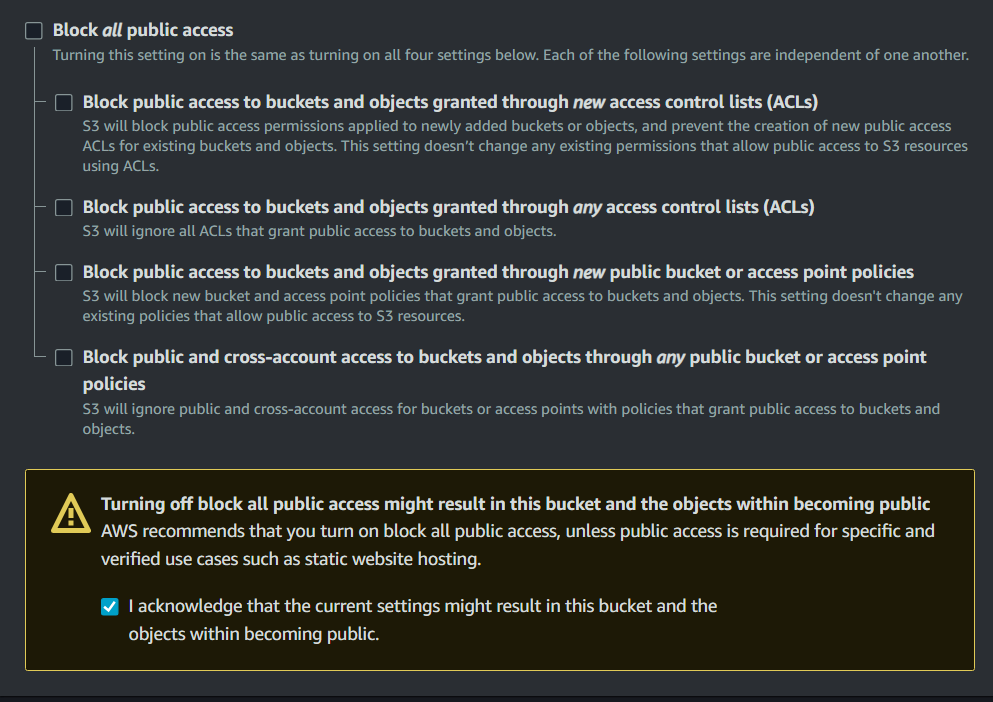 Block all public access
Turning this setting on is the same as turning on all four settings below. Each of the following settings are independent of one another.
Block public access to buckets and objects granted through new access control lists (ACLs)
S3 will block public access permissions applied to newly added buckets or objects, and prevent the creation of new public access
ACLs for existing buckets and objects. This setting doesn't change any existing permissions that allow public access to S3 resources
using ACLs.
Block public access to buckets and objects granted through any access control lists (ACLs)
S3 will ignore all ACLs that grant public access to buckets and objects.
Block public access to buckets and objects granted through new public bucket or access point policies
S3 will block new bucket and access point policies that grant public access to buckets and objects. This setting doesn't change any
existing policies that allow public access to S3 resources.
Block public and cross-account access to buckets and objects through any public bucket or access point
policies
S3 will ignore public and cross-account access for buckets or access points with policies that grant public access to buckets and
objects.
Turning off block all public access might result in this bucket and the objects within becoming public
AWS recommends that you turn on block all public access, unless public access is required for specific and
verified use cases such as static website hosting.
I acknowledge that the current settings might result in this bucket and the
objects within becoming public.